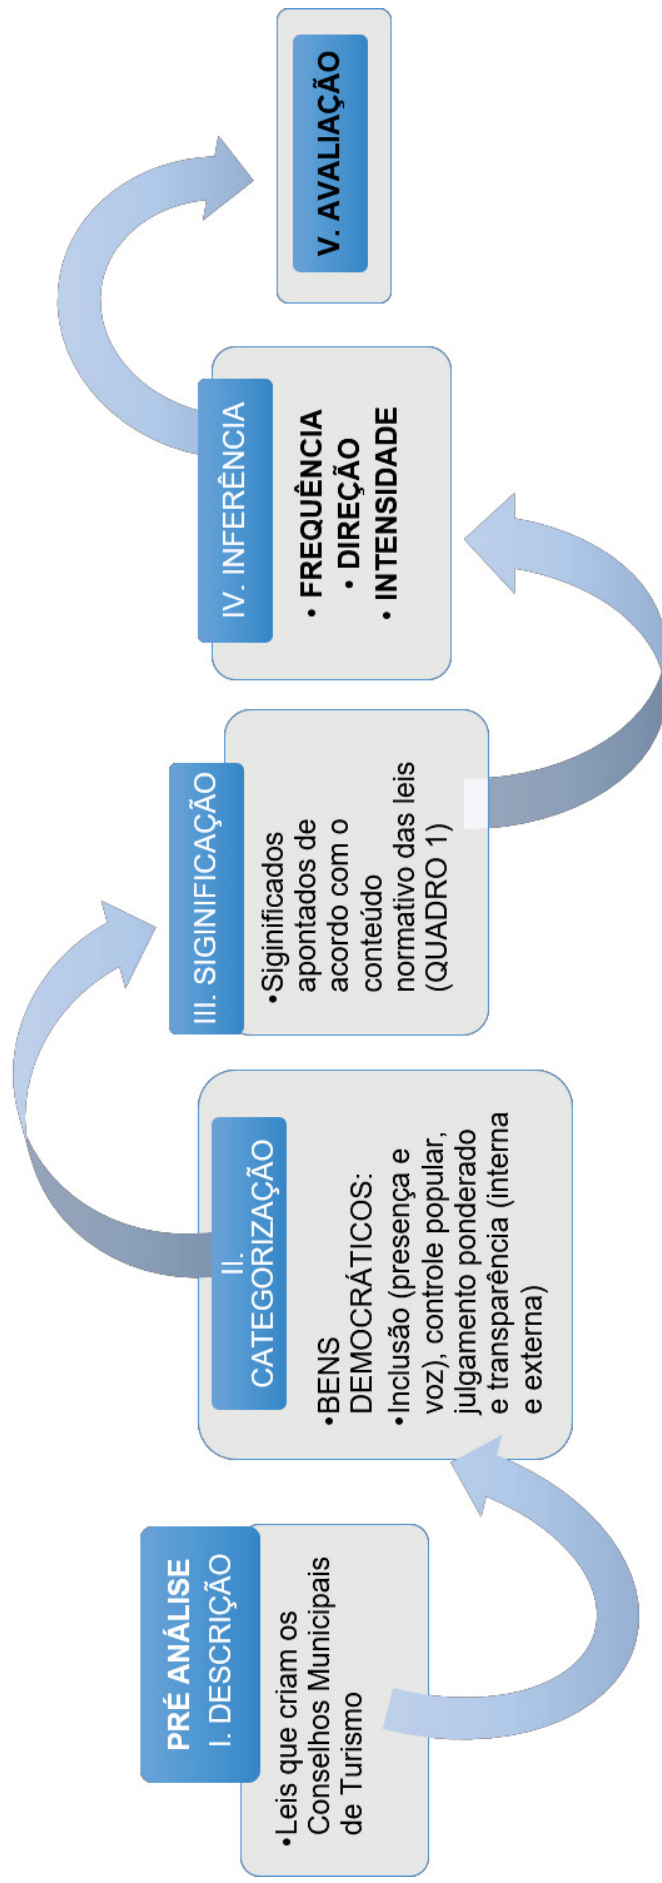 PRÉ ANÁLISE
I. DESCRIÇÃO
•Leis que criam os
Conselhos Municipais
de Turismo
II.
CATEGORIZAÇÃO
•BENS
DEMOCRÁTICOS:
•Inclusão (presença e
voz), controle popular,
julgamento ponderado
e transparência (interna
e externa)
III. SIGINIFICAÇÃO
•Siginificados
apontados de
acordo com o
conteúdo
normativo das leis
(QUADRO 1)
IV. INFERÊNCIA
• FREQUÊNCIA
• DIREÇÃO
• INTENSIDADE
V. AVALIAÇÃO